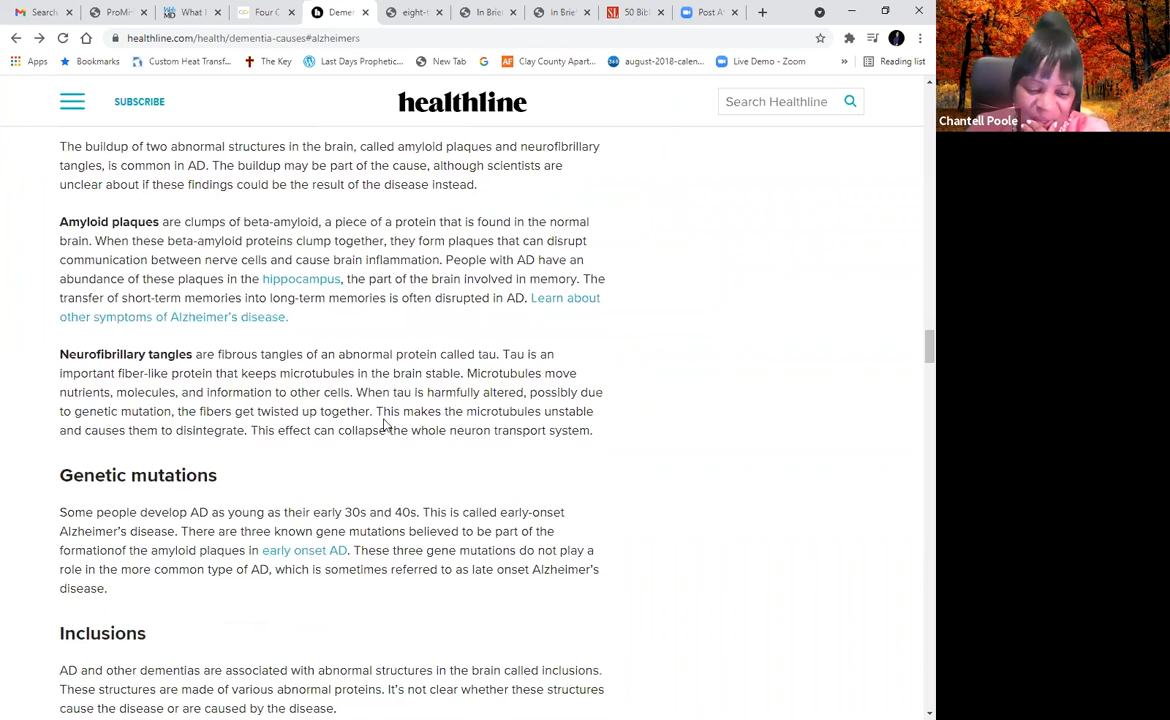 Search
ProMi
What I
Four C
Demer
eight-t
In Brie
In Brie
50 Bibl
Post A
healthline.com/health/dementia-causes#alzheimers
Apps
Bookmarks
Custom Heat Transf...
The Key
Last Days Prophetic...
New Tab
Clay County Apart...
august-2018-calen...
Live Demo - Zoom
»
Reading list
SUBSCRIBE
healthline
Search Healthline
Chantell Poole
The buildup of two abnormal structures in the brain, called amyloid plaques and neurofibrillary
tangles, is common in AD. The buildup may be part of the cause, although scientists are
unclear about if these findings could be the result of the disease instead.
Amyloid plaques are clumps of beta-amyloid, a piece of a protein that is found in the normal
brain. When these beta-amyloid proteins clump together, they form plaques that can disrupt
communication between nerve cells and cause brain inflammation. People with AD have an
abundance of these plaques in the hippocampus, the part of the brain involved in memory. The
transfer of short-term memories into long-term memories is often disrupted in AD. Learn about
other symptoms of Alzheimer's disease.
Neurofibrillary tangles are fibrous tangles of an abnormal protein called tau. Tau is an
important fiber-like protein that keeps microtubules in the brain stable. Microtubules move
nutrients, molecules, and information to other cells. When tau is harmfully altered, possibly due
to genetic mutation, the fibers get twisted up together. This makes the microtubules unstable
and causes them to disintegrate. This effect can collapse the whole neuron transport system.
Genetic mutations
Some people develop AD as young as their early 30s and 40s. This is called early-onset
Alzheimer's disease. There are three known gene mutations believed to be part of the
formationof the amyloid plaques in early onset AD. These three gene mutations do not play a
role in the more common type of AD, which is sometimes referred to as late onset Alzheimer's
disease.
Inclusions
AD and other dementias are associated with abnormal structures in the brain called inclusions.
These structures are made of various abnormal proteins. It's not clear whether these structures
cause the disease or are caused by the disease.